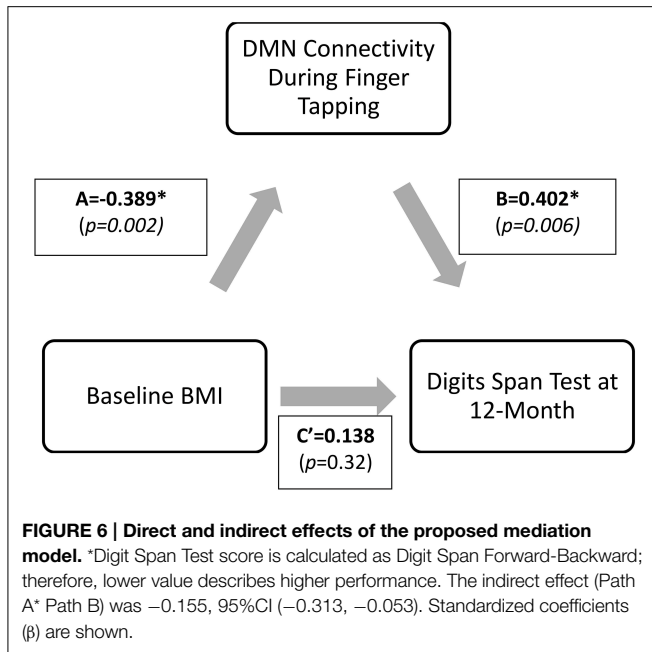 DMN Connectivity
During Finger
Tapping
A=-0.389*
(p=0.002)
B=0.402*
(p=0.006)
Baseline BMI
Digits Span Test at
12-Month
C’=0.138
(p=0.32)
FIGURE 6 | Direct and indirect effects of the proposed mediation
model. *Digit Span Test score is calculated as Digit Span Forward-Backward;
therefore, lower value describes higher performance. The indirect effect (Path
A* Path B) was −0.155, 95%CI (−0.313, −0.053). Standardized coefficients
(β) are shown.